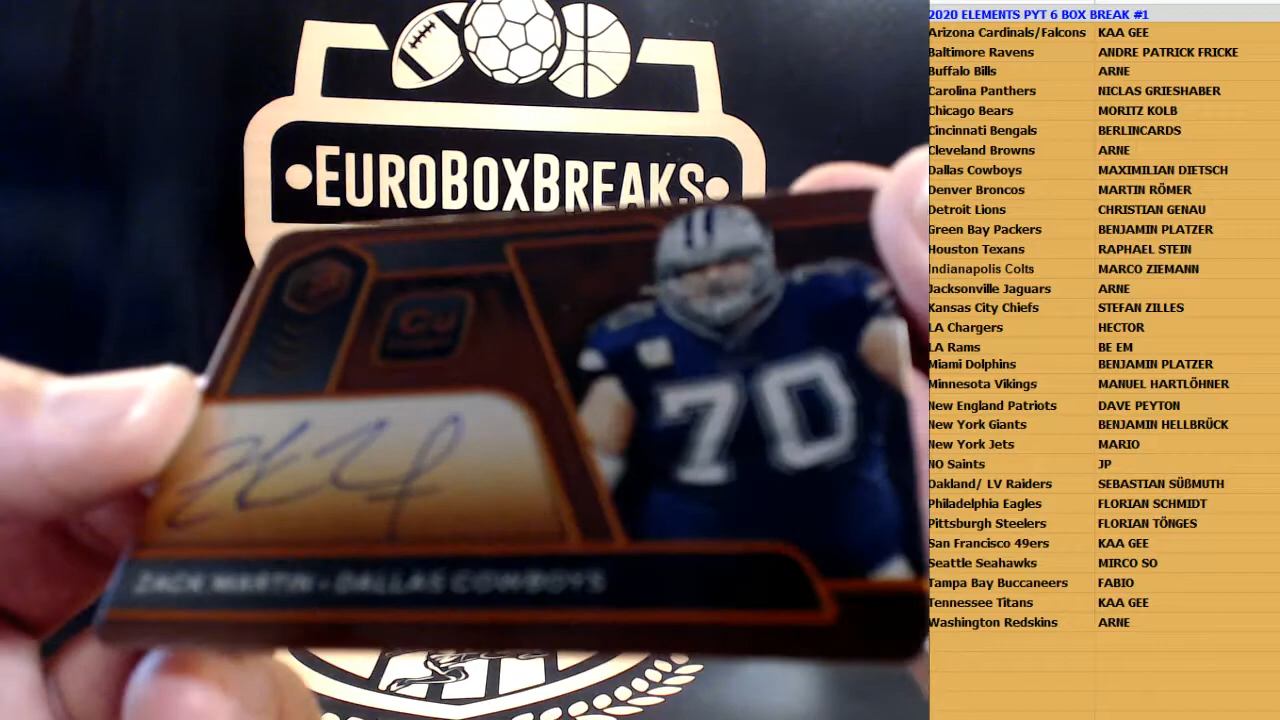 EUROBOXBREAKS
Cu
70
ZACK MARTIN • DALLAS COWBOYS
2020 ELEMENTS PYT 6 BOX BREAK #1
Arizona Cardinals/Falcons KAA GEE
Baltimore Ravens ANDRE PATRICK FRICKE
Buffalo Bills ARNE
Carolina Panthers NICLAS GRIESHABER
Chicago Bears MORITZ KOLB
Cincinnati Bengals BERLINCARDS
Cleveland Browns ARNE
Dallas Cowboys MAXIMILIAN DIETSCH
Denver Broncos MARTIN RÖMER
Detroit Lions CHRISTIAN GENAU
Green Bay Packers BENJAMIN PLATZER
Houston Texans RAPHAEL STEIN
Indianapolis Colts MARCO ZIEMANN
Jacksonville Jaguars ARNE
Kansas City Chiefs STEFAN ZILLES
LA Chargers HECTOR
LA Rams BE EM
Miami Dolphins BENJAMIN PLATZER
Minnesota Vikings MANUEL HARTLÖHNER
New England Patriots DAVE PEYTON
New York Giants BENJAMIN HELLBRÜCK
New York Jets MARIO
NO Saints JP
Oakland/ LV Raiders SEBASTIAN SÜßMUTH
Philadelphia Eagles FLORIAN SCHMIDT
Pittsburgh Steelers FLORIAN TÖNGES
San Francisco 49ers KAA GEE
Seattle Seahawks MIRCO SO
Tampa Bay Buccaneers FABIO
Tennessee Titans KAA GEE
Washington Redskins ARNE